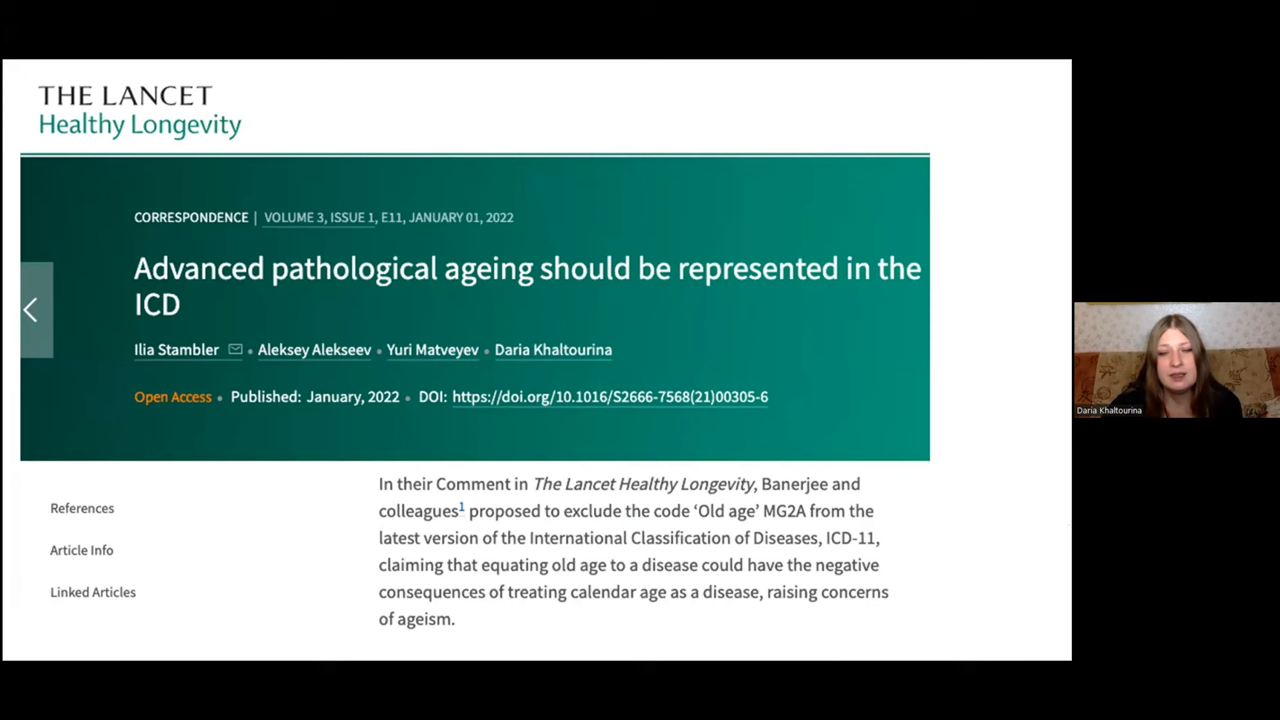 THE LANCET
Healthy Longevity
CORRESPONDENCE | VOLUME 3, ISSUE 1, E11, JANUARY 01, 2022
Advanced pathological ageing should be represented in the
ICD
Ilia Stambler • Aleksey Alekseev • Yuri Matveyev • Daria Khaltourina
Open Access • Published: January, 2022 • DOI: https://doi.org/10.1016/S2666-7568(21)00305-6
References
Article Info
Linked Articles
In their Comment in The Lancet Healthy Longevity, Banerjee and
colleagues1 proposed to exclude the code ‘Old age’ MG2A from the
latest version of the International Classification of Diseases, ICD-11,
claiming that equating old age to a disease could have the negative
consequences of treating calendar age as a disease, raising concerns
of ageism.
Daria Khaltourina